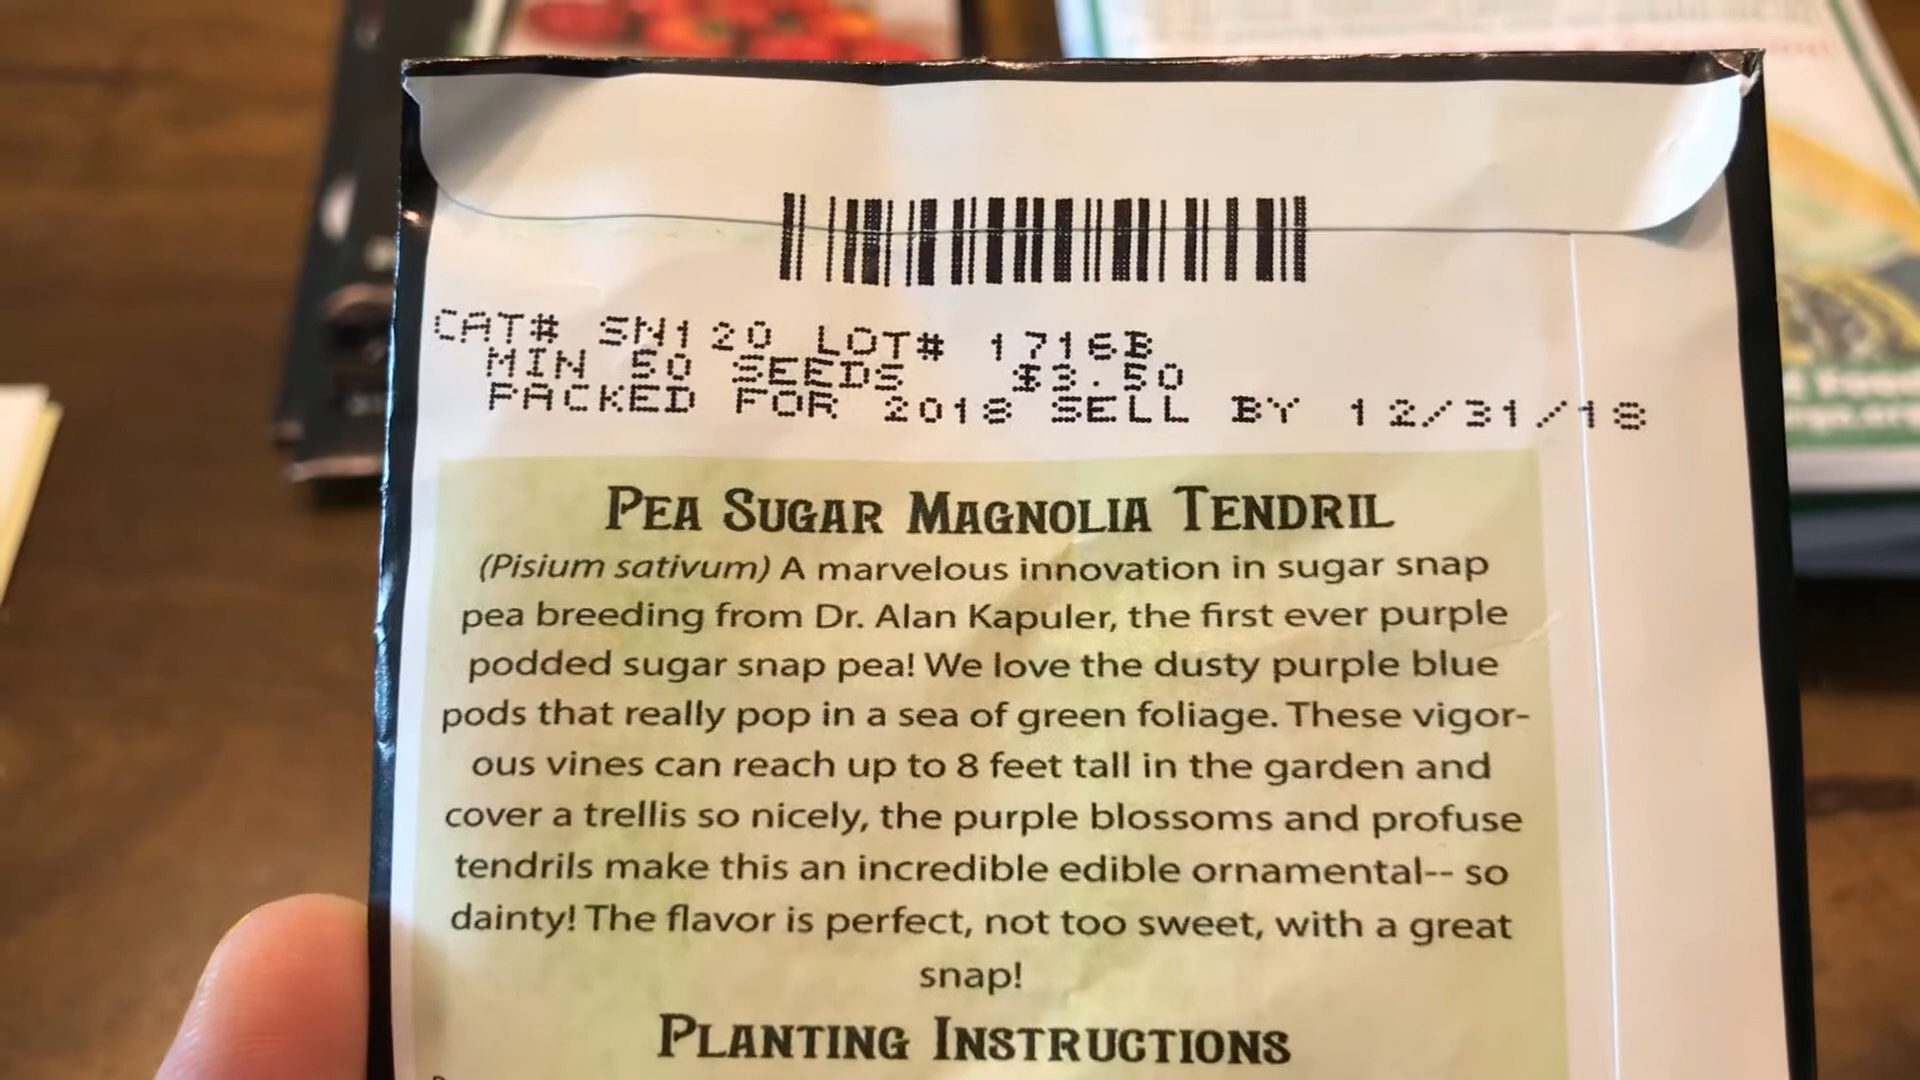 CAT# SN120 LOT# 1716B
MIN 50 SEEDS $3.50
PACKED FOR 2018 SELL BY 12/31/18
PEA SUGAR MAGNOLIA TENDRIL
(Pisium sativum) A marvelous innovation in sugar snap
pea breeding from Dr. Alan Kapuler, the first ever purple
podded sugar snap pea! We love the dusty purple blue
pods that really pop in a sea of green foliage. These vigor-
ous vines can reach up to 8 feet tall in the garden and
cover a trellis so nicely, the purple blossoms and profuse
tendrils make this an incredible edible ornamental-- so
dainty! The flavor is perfect, not too sweet, with a great
snap!
PLANTING INSTRUCTIONS